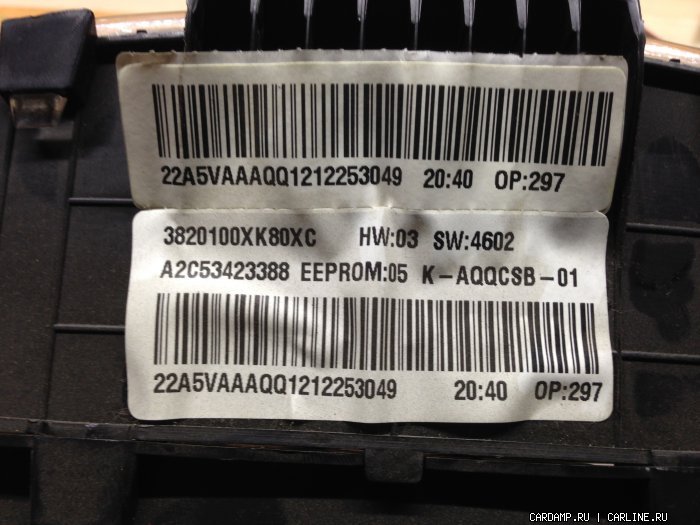 22A5VAAAQQ1212253049 20:40 OP:297
3820100XK80XC HW:03 SW:4602
A2C53423388 EEPROM:05 K-AQQCSB-01
22A5VAAAQQ1212253049 20:40 OP:297
CARDAMP.RU | CARLINE.RU